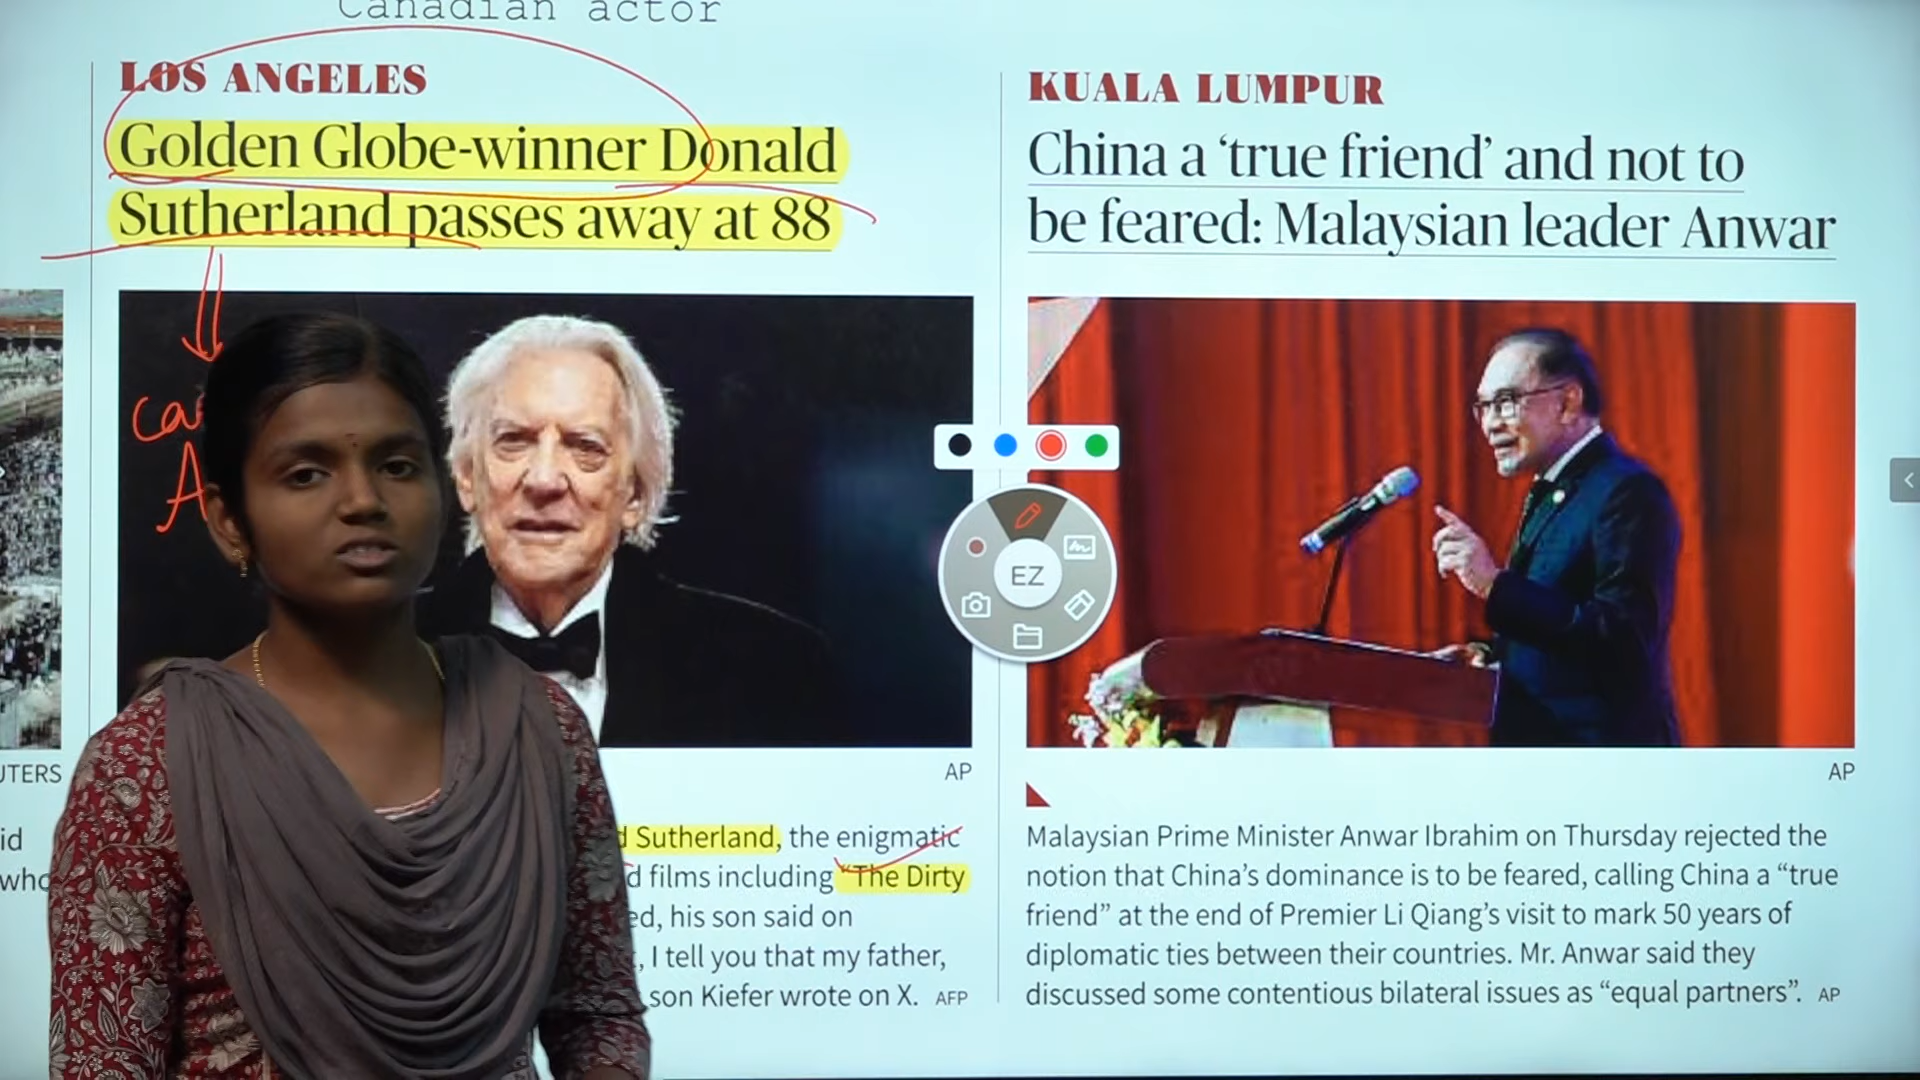 Canadian actor
LOS ANGELES
Golden Globe-winner Donald
Sutherland passes away at 88
AP
Sutherland, the enigmatic
films including “The Dirty
his son said on
I tell you that my father,
son Kiefer wrote on X. AFP
KUALA LUMPUR
China a ‘true friend’ and not to
be feared: Malaysian leader Anwar
EZ
AP
Malaysian Prime Minister Anwar Ibrahim on Thursday rejected the
notion that China’s dominance is to be feared, calling China a “true
friend” at the end of Premier Li Qiang’s visit to mark 50 years of
diplomatic ties between their countries. Mr. Anwar said they
discussed some contentious bilateral issues as “equal partners”. AP